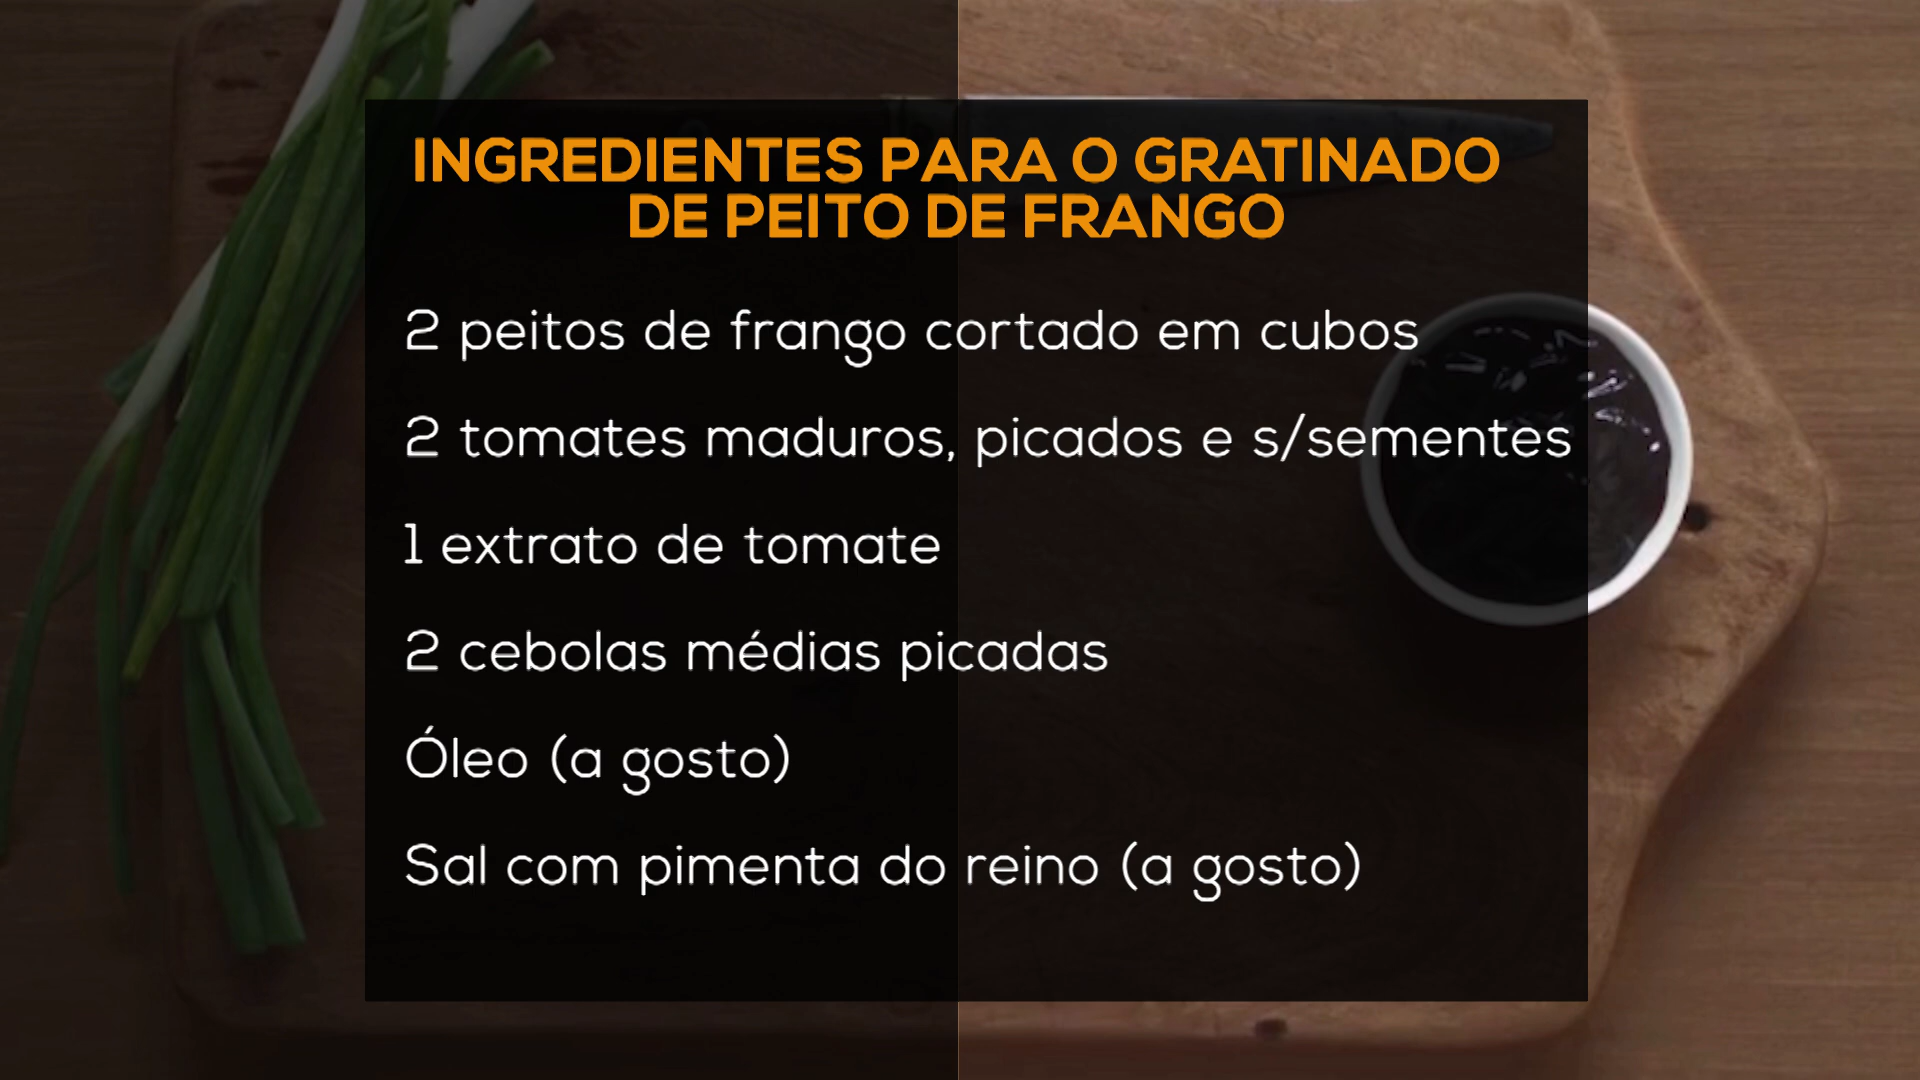 INGREDIENTES PARA O GRATINADO
DE PEITO DE FRANGO
2 peitos de frango cortado em cubos
2 tomates maduros, picados e s/sementes
1 extrato de tomate
2 cebolas médias picadas
Óleo (a gosto)
Sal com pimenta do reino (a gosto)